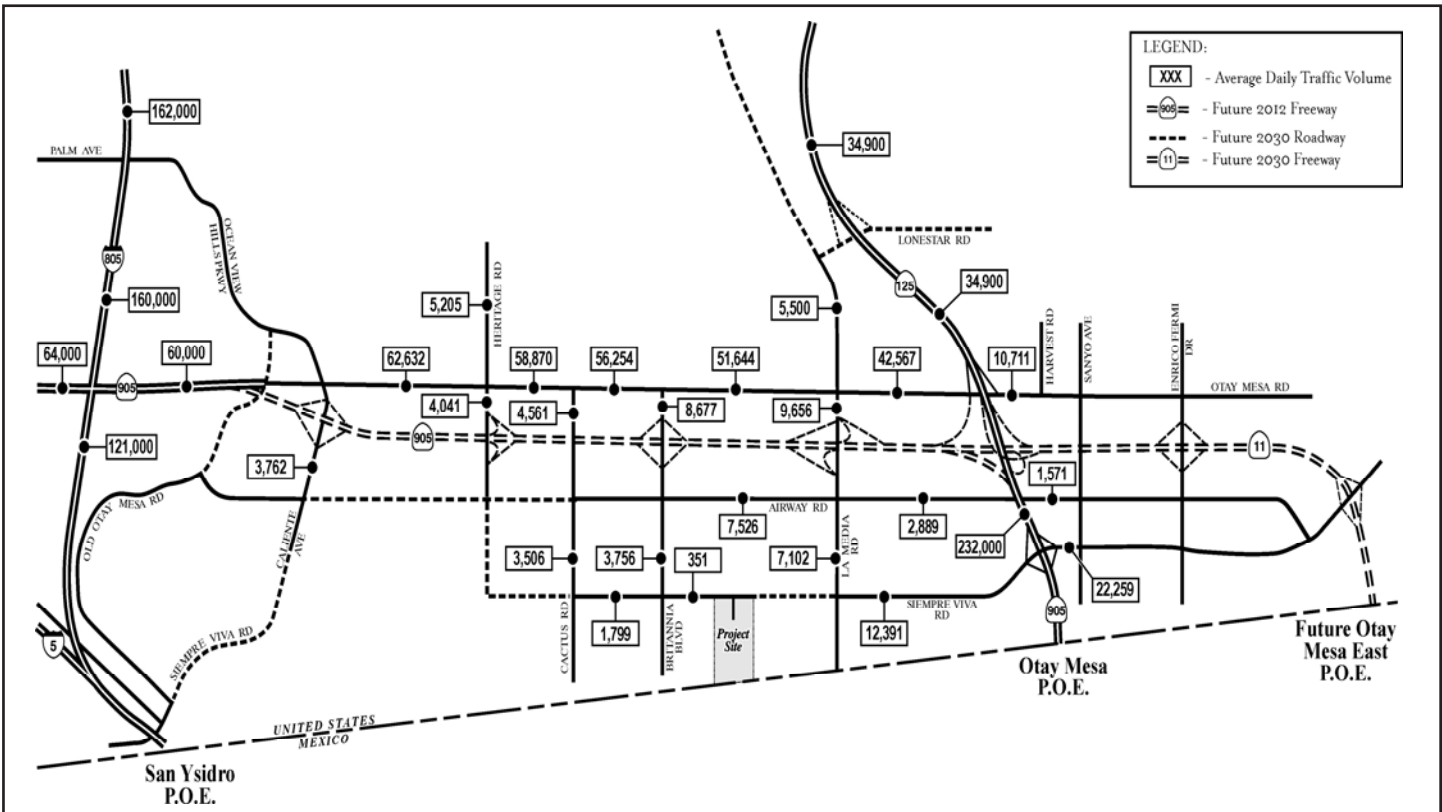 LEGEND:
XXX - Average Daily Traffic Volume
905 - Future 2012 Freeway
- Future 2030 Roadway
11 - Future 2030 Freeway
162,000
PALM AVE
34,900
OCEAN VIEW
HILLS PKWY
LONESTAR RD
805
HERITAGE RD
125
160,000
5,205
5,500
34,900
HARVEST RD
SANYO AVE
ENRICO FERMI
DR
64,000
60,000
62,632
58,870
56,254
51,644
42,567
10,711
905
OTAY MESA RD
4,041
4,561
8,677
9,656
905
11
121,000
3,762
1,571
OLD OTAY MESA RD
AIRWAY RD
7,526
2,889
232,000
CALIENTE
AVE
LA MEDIA
RD
3,506
3,756
351
7,102
22,259
SIEMPRE VIVA
RD
905
1,799
12,391
CACTUS RD
BRITANNIA
BLVD
Project
Site
5
SIEMPRE VIVA RD
Otay Mesa
P.O.E.
Future Otay
Mesa East
P.O.E.
UNITED STATES
MEXICO
San Ysidro
P.O.E.